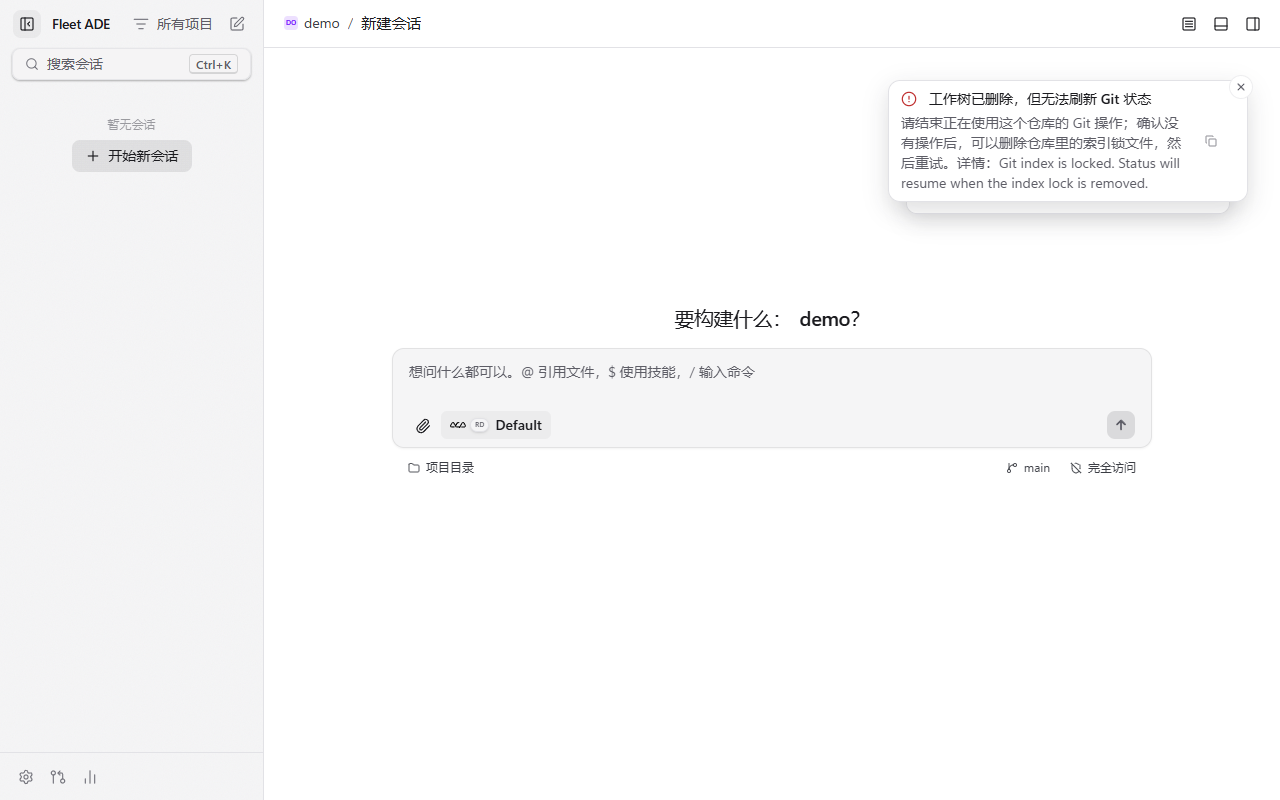 Fleet ADE
所有项目
搜索会话
Ctrl+K
暂无会话
开始新会话
DO demo / 新建会话
工作树已删除，但无法刷新 Git 状态
请结束正在使用这个仓库的 Git 操作；确认没
有操作后，可以删除仓库里的索引锁文件，然
后重试。详情：Git index is locked. Status will
resume when the index lock is removed.
要构建什么： demo？
想问什么都可以。@ 引用文件，$ 使用技能，/ 输入命令
RD Default
项目目录
main
完全访问